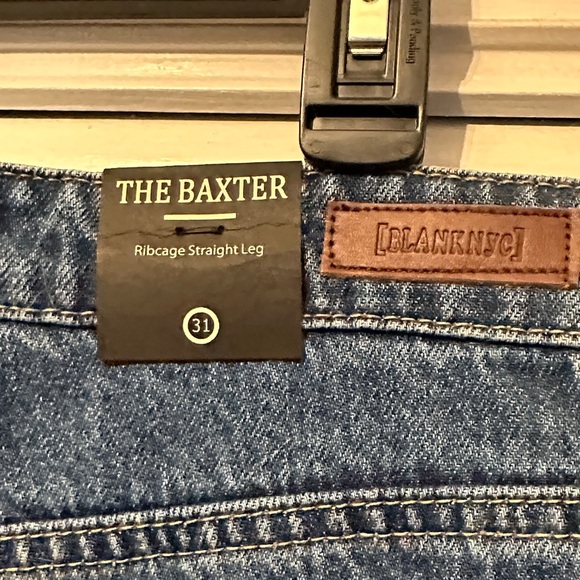 THE BAXTER
Ribcage Straight Leg
31
[BLANKNYC]